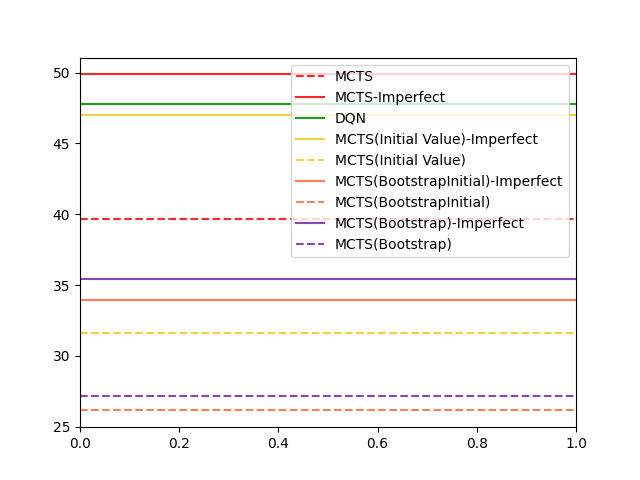 50
45
40
35
30
25
0.0 0.2 0.4 0.6 0.8 1.0
MCTS
MCTS-Imperfect
DQN
MCTS(Initial Value)-Imperfect
MCTS(Initial Value)
MCTS(BootstrapInitial)-Imperfect
MCTS(BootstrapInitial)
MCTS(Bootstrap)-Imperfect
MCTS(Bootstrap)